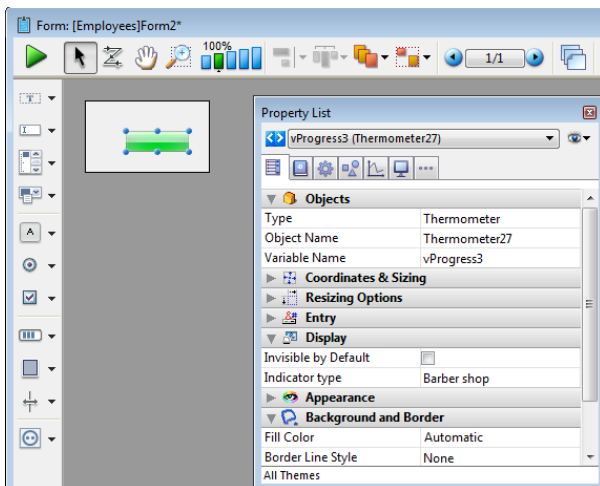 Form: [Employees]Form2*
100%
1/1
Property List
vProgress3 (Thermometer27)
Objects
Type Thermometer
Object Name Thermometer27
Variable Name vProgress3
Coordinates & Sizing
Resizing Options
Entry
Display
Invisible by Default
Indicator type Barber shop
Appearance
Background and Border
Fill Color Automatic
Border Line Style None
All Themes